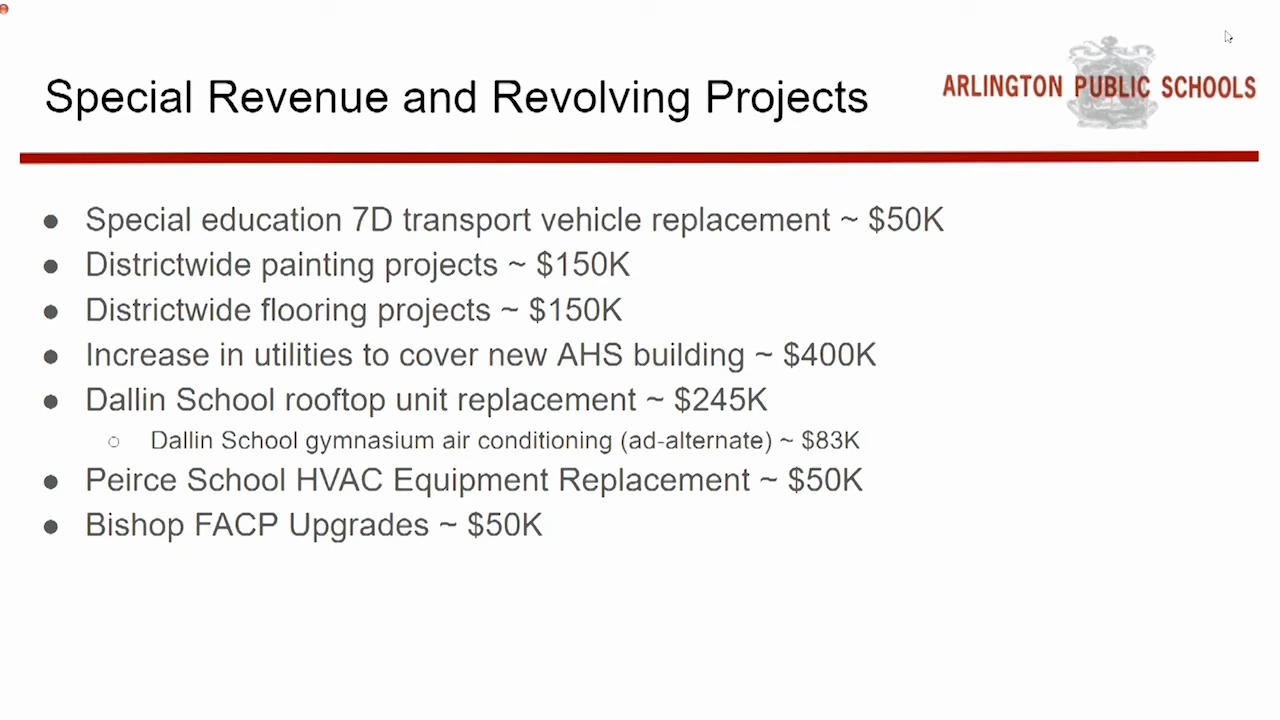 Special Revenue and Revolving Projects
ARLINGTON PUBLIC SCHOOLS
● Special education 7D transport vehicle replacement ~ $50K
● Districtwide painting projects ~ $150K
● Districtwide flooring projects ~ $150K
● Increase in utilities to cover new AHS building ~ $400K
● Dallin School rooftop unit replacement ~ $245K
○ Dallin School gymnasium air conditioning (ad-alternate) ~ $83K
● Peirce School HVAC Equipment Replacement ~ $50K
● Bishop FACP Upgrades ~ $50K